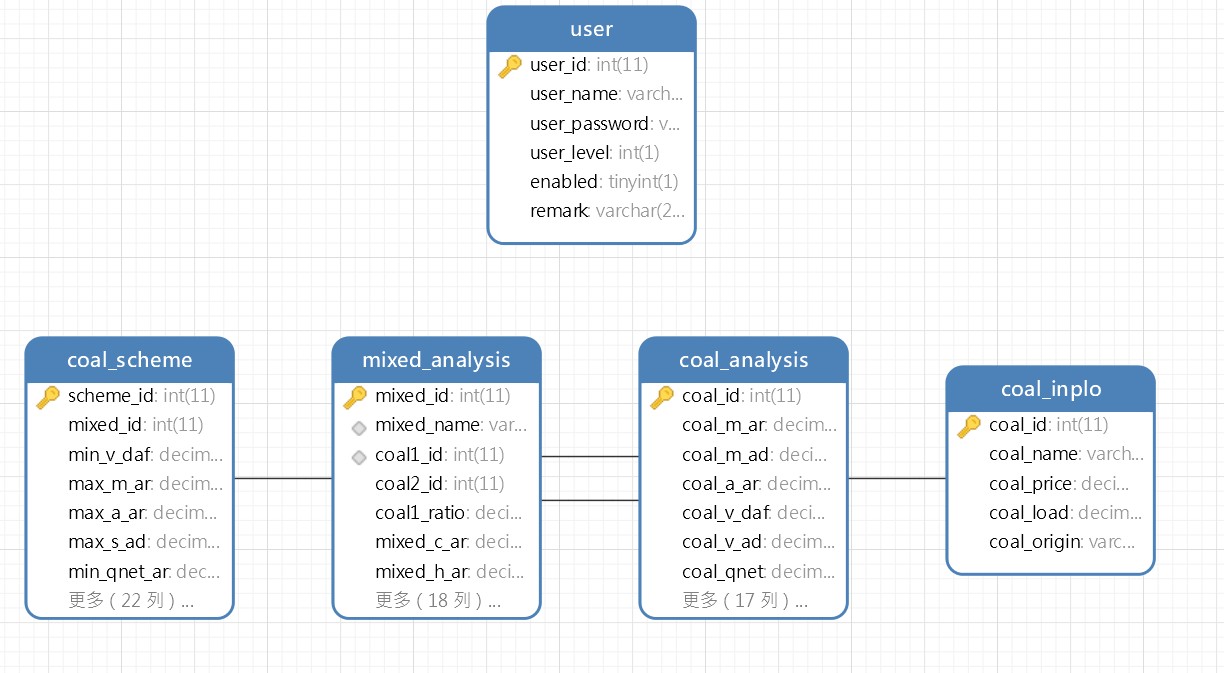 user
user_id: int(11)
user_name: varch...
user_password: v...
user_level: int(1)
enabled: tinyint(1)
remark: varchar(2...
coal_scheme
scheme_id: int(11)
mixed_id: int(11)
min_v_daf: decim...
max_m_ar: decim...
max_a_ar: decim...
max_s_ad: decim...
min_qnet_ar: dec...
更多 ( 22 列 ) ...
mixed_analysis
mixed_id: int(11)
mixed_name: var...
coal1_id: int(11)
coal2_id: int(11)
coal1_ratio: deci...
mixed_c_ar: deci...
mixed_h_ar: deci...
更多 ( 18 列 ) ...
coal_analysis
coal_id: int(11)
coal_m_ar: decim...
coal_m_ad: deci...
coal_a_ar: decim...
coal_v_daf: deci...
coal_v_ad: decim...
coal_qnet: decim...
更多 ( 17 列 ) ...
coal_inplo
coal_id: int(11)
coal_name: varch...
coal_price: deci...
coal_load: decim...
coal_origin: varc...